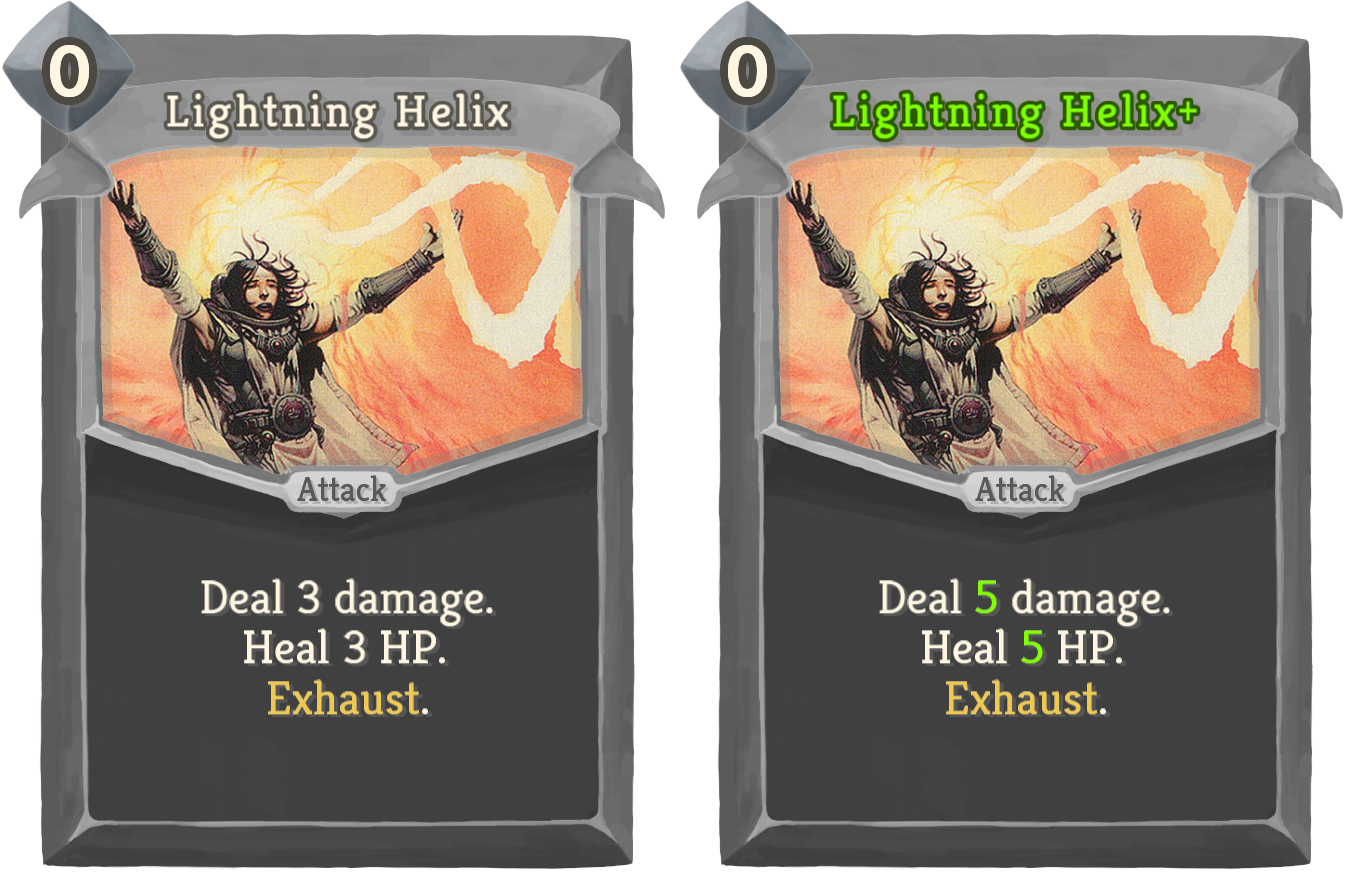 0
Lightning Helix
Attack
Deal 3 damage.
Heal 3 HP.
Exhaust.
0
Lightning Helix+
Attack
Deal 5 damage.
Heal 5 HP.
Exhaust.